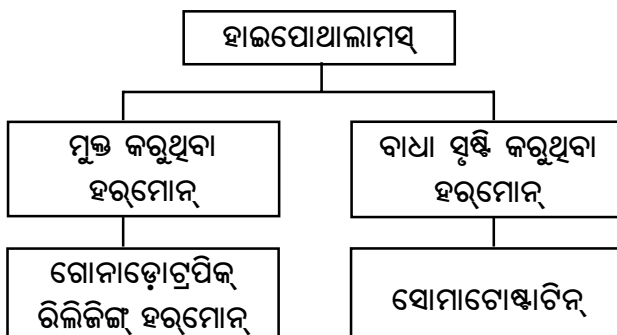 ହାଇପୋଥାଲାମସ୍
ମୁକ୍ତ କରୁଥିବା
ହର୍ମୋନ୍
ବାଧା ସୃଷ୍ଟି କରୁଥିବା
ହର୍ମୋନ୍
ଗୋନାଡ଼ୋଟ୍ରପିକ୍
ରିଲିଜିଙ୍ଗ୍ ହର୍ମୋନ୍
ସୋମାଟୋଷ୍ଟାଟିନ୍